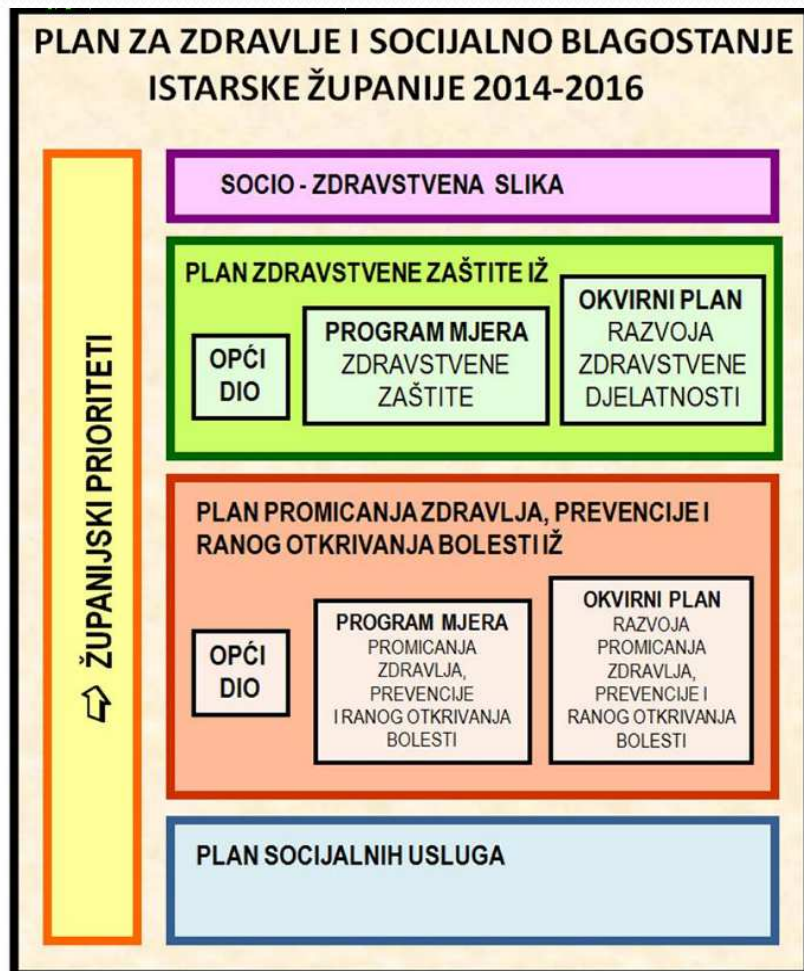 PLAN ZA ZDRAVLJE I SOCIJALNO BLAGOSTANJE
ISTARSKE ŽUPANIJE 2014-2016
⇨ ŽUPANIJSKI PRIORITETI
SOCIO - ZDRAVSTVENA SLIKA
PLAN ZDRAVSTVENE ZAŠTITE IŽ
OPĆI
DIO
PROGRAM MJERA
ZDRAVSTVENE
ZAŠTITE
OKVIRNI PLAN
RAZVOJA
ZDRAVSTVENE
DJELATNOSTI
PLAN PROMICANJA ZDRAVLJA, PREVENCIJE I
RANOG OTKRIVANJA BOLESTI IŽ
OPĆI
DIO
PROGRAM MJERA
PROMICANJA
ZDRAVLJA,
PREVENCIJE
I RANOG OTKRIVANJA
BOLESTI
OKVIRNI PLAN
RAZVOJA
PROMICANJA
ZDRAVLJA,
PREVENCIJE I
RANOG OTKRIVANJA
BOLESTI
PLAN SOCIJALNIH USLUGA